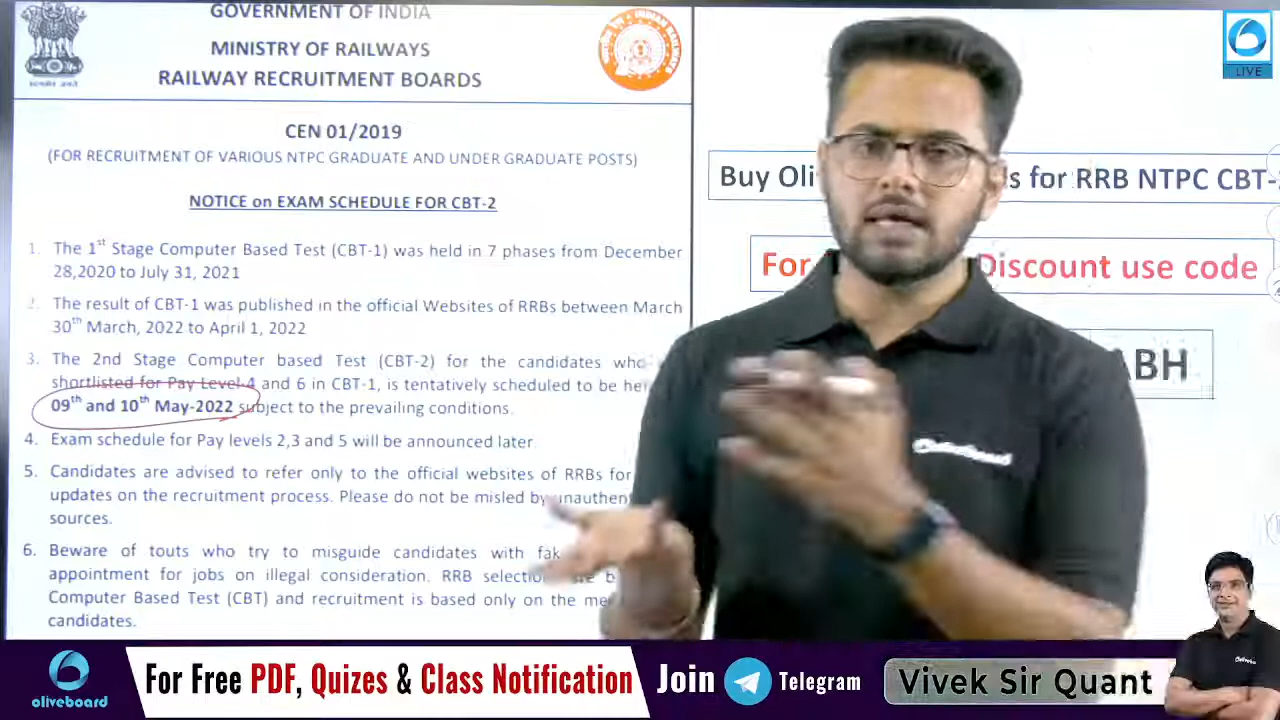 GOVERNMENT OF INDIA
MINISTRY OF RAILWAYS
RAILWAY RECRUITMENT BOARDS
CEN 01/2019
(FOR RECRUITMENT OF VARIOUS NTPC GRADUATE AND UNDER GRADUATE POSTS)
NOTICE on EXAM SCHEDULE FOR CBT-2
1. The 1st Stage Computer Based Test (CBT-1) was held in 7 phases from December
28,2020 to July 31, 2021
2. The result of CBT-1 was published in the official Websites of RRBs between March
30th March, 2022 to April 1, 2022
3. The 2nd Stage Computer based Test (CBT-2) for the candidates who
shortlisted for Pay Level 4 and 6 in CBT-1, is tentatively scheduled to be
09th and 10th May-2022 subject to the prevailing conditions.
4. Exam schedule for Pay levels 2,3 and 5 will be announced later
5. Candidates are advised to refer only to the official websites of RRBs for
updates on the recruitment process. Please do not be misled by
sources.
6. Beware of touts who try to misguide candidates with
appointment for jobs on illegal consideration. RRB
Computer Based Test (CBT) and recruitment is based only on the
candidates.
LIVE
Buy for RRB NTPC CBT-
For Discount use code
ABH
Oliveboard
oliveboard
For Free PDF, Quizes & Class Notification
Join Telegram
Vivek Sir Quant